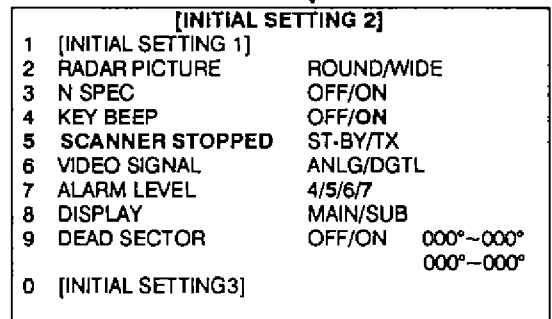 [INITIAL SETTING 2]
1 [INITIAL SETTING 1]
2 RADAR PICTURE ROUND/WIDE
3 N SPEC OFF/ON
4 KEY BEEP OFF/ON
5 SCANNER STOPPED ST-BY/TX
6 VIDEO SIGNAL ANLG/DGTL
7 ALARM LEVEL 4/5/6/7
8 DISPLAY MAIN/SUB
9 DEAD SECTOR OFF/ON 000°~000°
000°~000°
0 [INITIAL SETTING3]